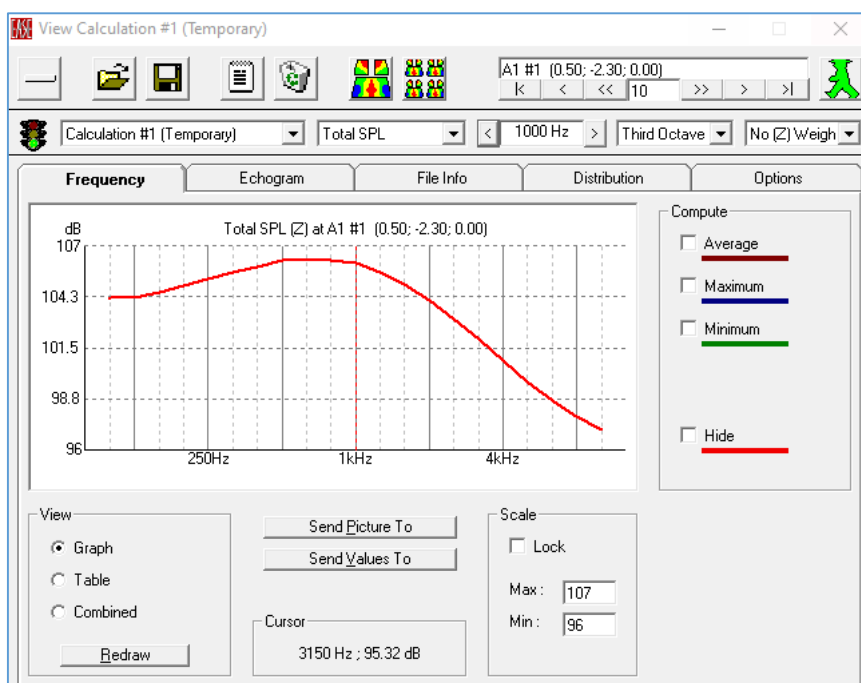 EASE View Calculation #1 (Temporary)
A1 #1 (0.50; -2.30; 0.00)
|< < << 10 >> > >|
Calculation #1 (Temporary) Total SPL < 1000 Hz > Third Octave No (Z) Weigh
Frequency Echogram File Info Distribution Options
dB Total SPL (Z) at A1 #1 (0.50; -2.30; 0.00)
107
104.3
101.5
98.8
96
250Hz 1kHz 4kHz
Compute
Average
Maximum
Minimum
Hide
View
Graph
Table
Combined
Redraw
Send Picture To
Send Values To
Cursor
3150 Hz ; 95.32 dB
Scale
Lock
Max : 107
Min : 96